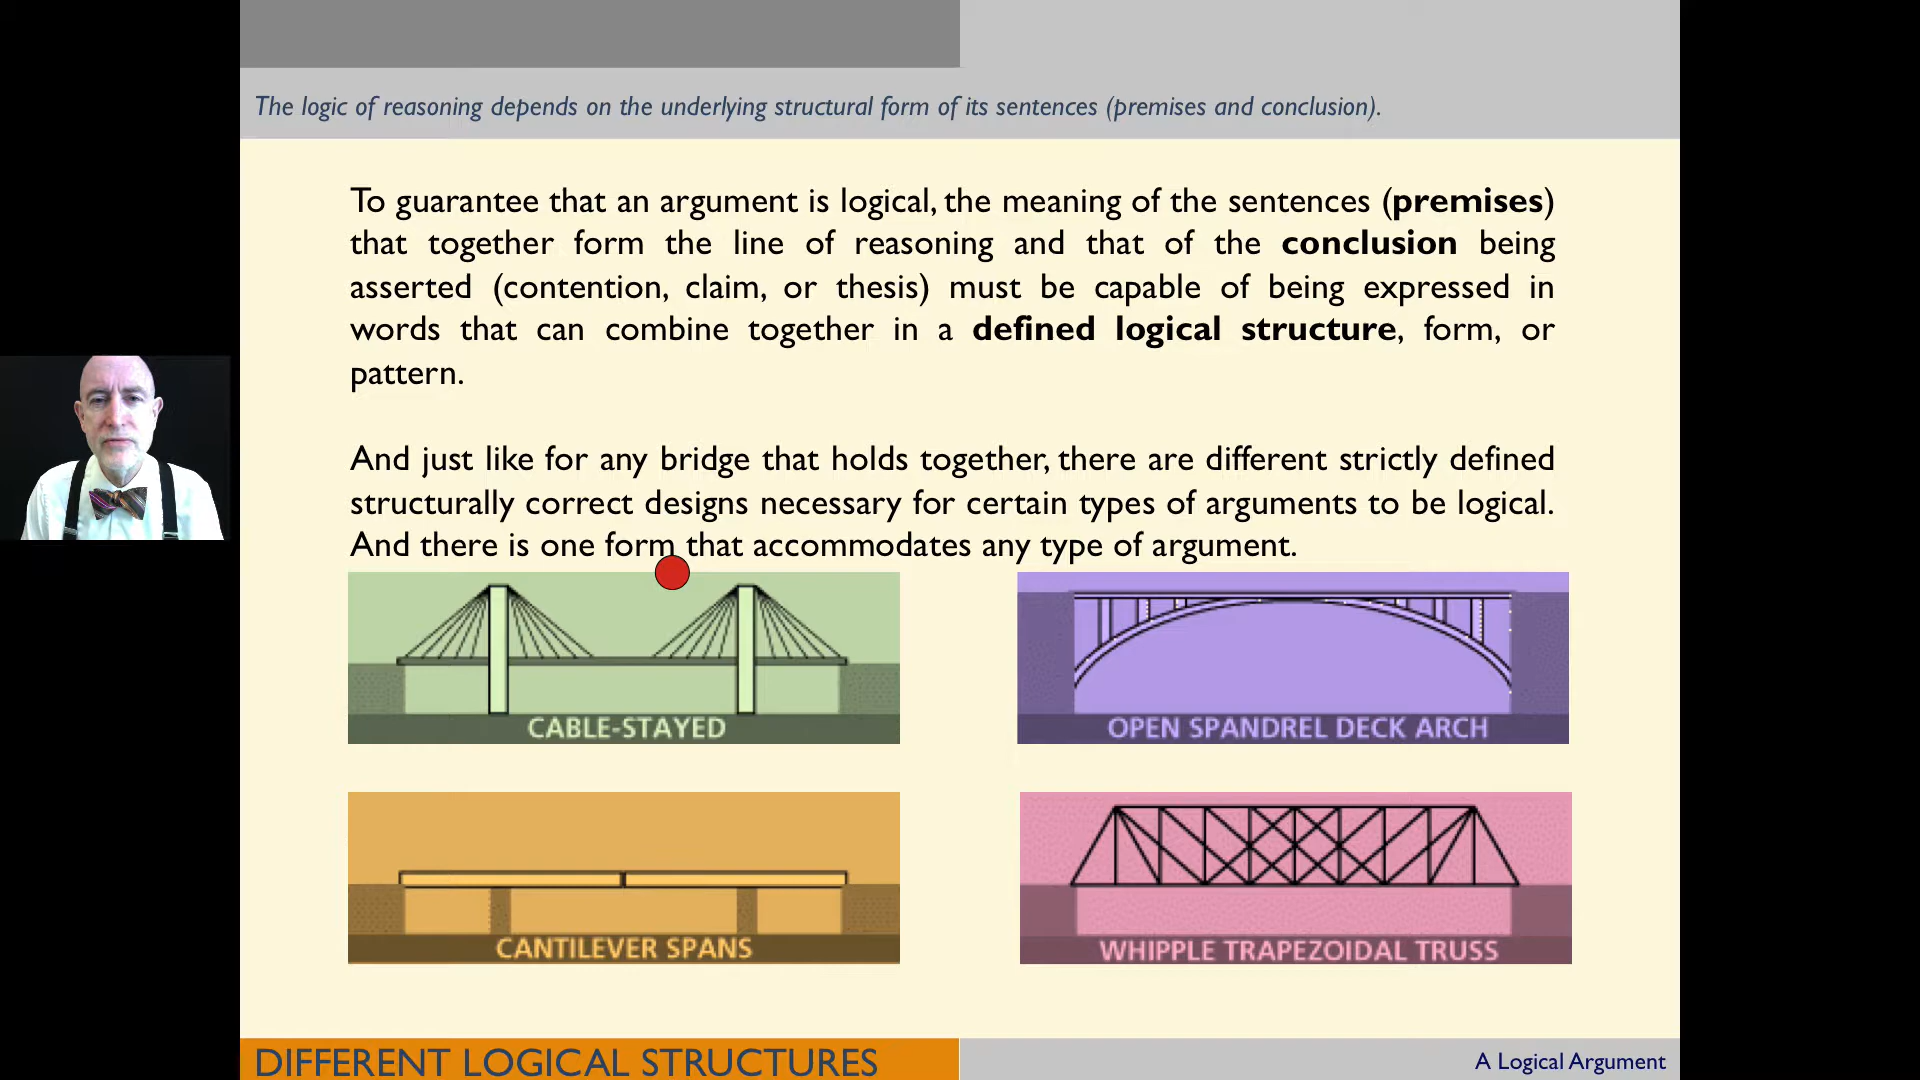 The logic of reasoning depends on the underlying structural form of its sentences (premises and conclusion).
To guarantee that an argument is logical, the meaning of the sentences (premises)
that together form the line of reasoning and that of the conclusion being
asserted (contention, claim, or thesis) must be capable of being expressed in
words that can combine together in a defined logical structure, form, or
pattern.
And just like for any bridge that holds together, there are different strictly defined
structurally correct designs necessary for certain types of arguments to be logical.
And there is one form that accommodates any type of argument.
CABLE-STAYED
OPEN SPANDREL DECK ARCH
CANTILEVER SPANS
WHIPPLE TRAPEZOIDAL TRUSS
DIFFERENT LOGICAL STRUCTURES
A Logical Argument